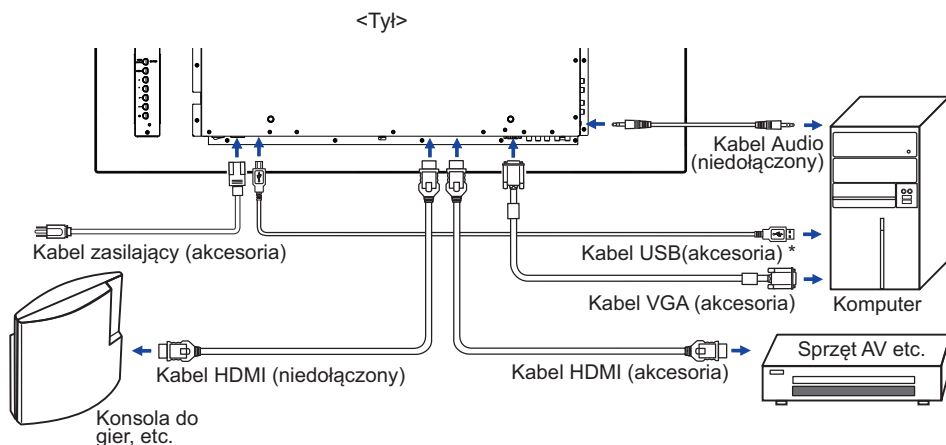 <Tył>
Kabel Audio
(niedołączony)
Kabel zasilający (akcesoria)
Kabel USB(akcesoria) *
Kabel VGA (akcesoria)
Komputer
Kabel HDMI (niedołączony)
Kabel HDMI (akcesoria)
Sprzęt AV etc.
Konsola do
gier, etc.